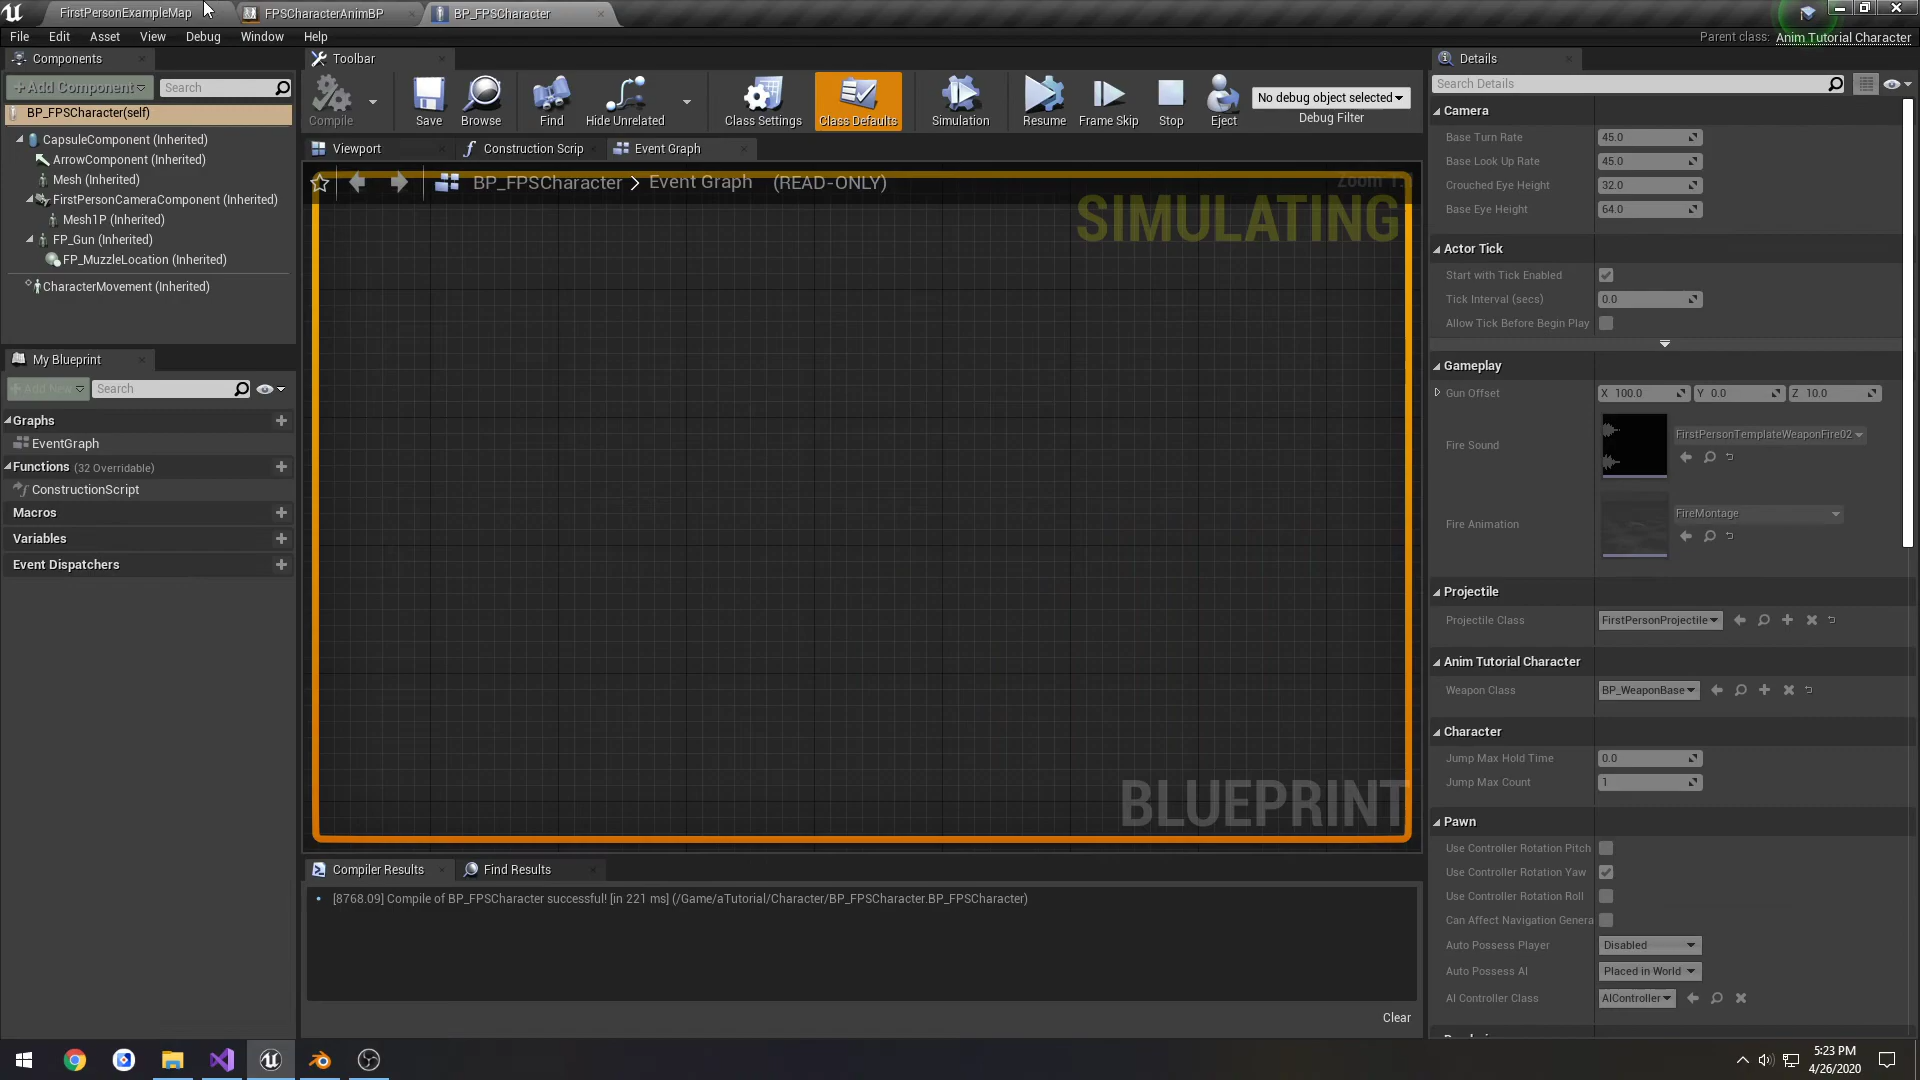 FirstPersonExampleMap
FPSCharacterAnimBP
BP_FPSCharacter
File Edit Asset View Debug Window Help
Parent class: Anim Tutorial Character
Components
+Add Component
Search
BP_FPSCharacter(self)
CapsuleComponent (Inherited)
ArrowComponent (Inherited)
Mesh (Inherited)
FirstPersonCameraComponent (Inherited)
Mesh1P (Inherited)
FP_Gun (Inherited)
FP_MuzzleLocation (Inherited)
CharacterMovement (Inherited)
My Blueprint
+Add New
Search
Graphs
EventGraph
Functions (32 Overridable)
ConstructionScript
Macros
Variables
Event Dispatchers
Toolbar
Compile
Save
Browse
Find
Hide Unrelated
Class Settings
Class Defaults
Simulation
Resume
Frame Skip
Stop
Eject
No debug object selected
Debug Filter
Viewport
Construction Scrip
Event Graph
BP_FPSCharacter > Event Graph (READ-ONLY)
SIMULATING
BLUEPRINT
Compiler Results
Find Results
[8768.09] Compile of BP_FPSCharacter successful! [in 221 ms] (/Game/aTutorial/Character/BP_FPSCharacter.BP_FPSCharacter)
Clear
Details
Search Details
Camera
Base Turn Rate 45.0
Base Look Up Rate 45.0
Crouched Eye Height 32.0
Base Eye Height 64.0
Actor Tick
Start with Tick Enabled
Tick Interval (secs) 0.0
Allow Tick Before Begin Play
Gameplay
Gun Offset X 100.0 Y 0.0 Z 10.0
Fire Sound FirstPersonTemplateWeaponFire02
Fire Animation FireMontage
Projectile
Projectile Class FirstPersonProjectile
Anim Tutorial Character
Weapon Class BP_WeaponBase
Character
Jump Max Hold Time 0.0
Jump Max Count 1
Pawn
Use Controller Rotation Pitch
Use Controller Rotation Yaw
Use Controller Rotation Roll
Can Affect Navigation Genera
Auto Possess Player Disabled
Auto Possess AI Placed in World
AI Controller Class AIController
5:23 PM
4/26/2020